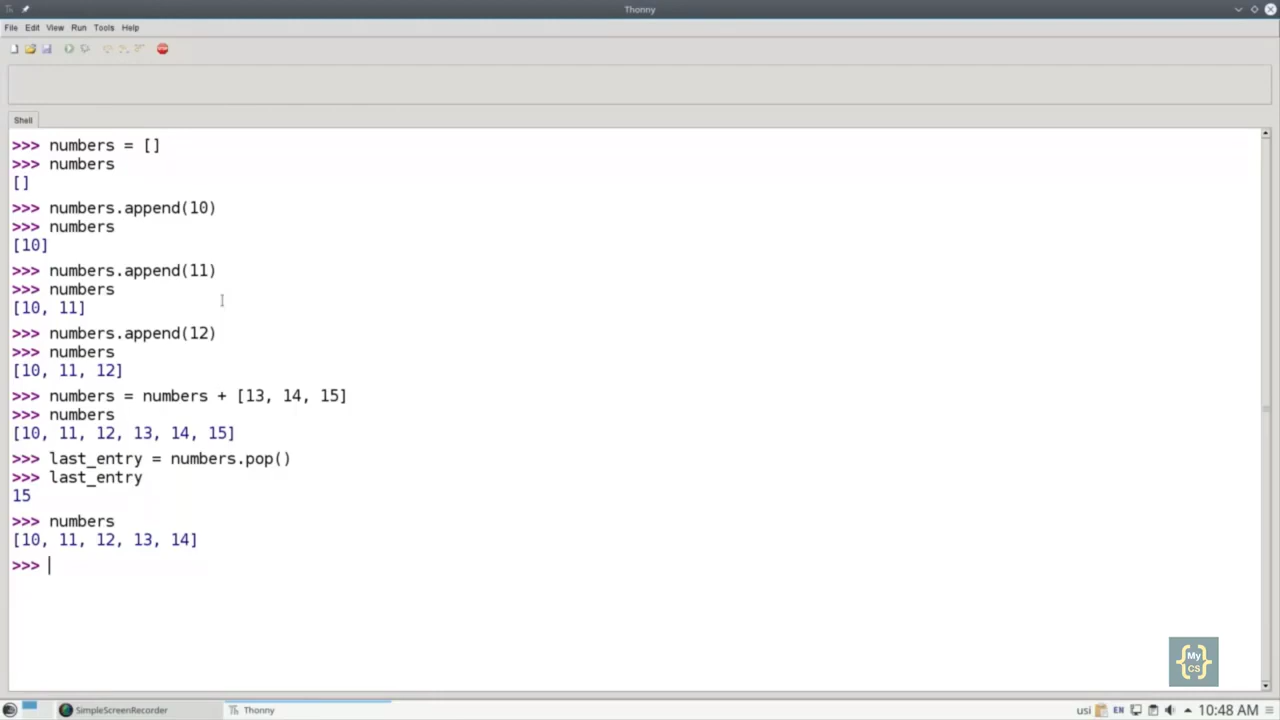 Thonny
File Edit View Run Tools Help
STOP
Shell
>>> numbers = []
>>> numbers
[]
>>> numbers.append(10)
>>> numbers
[10]
>>> numbers.append(11)
>>> numbers
[10, 11]
>>> numbers.append(12)
>>> numbers
[10, 11, 12]
>>> numbers = numbers + [13, 14, 15]
>>> numbers
[10, 11, 12, 13, 14, 15]
>>> last_entry = numbers.pop()
>>> last_entry
15
>>> numbers
[10, 11, 12, 13, 14]
>>>
{My CS}
SimpleScreenRecorder Thonny usi EN 10:48 AM